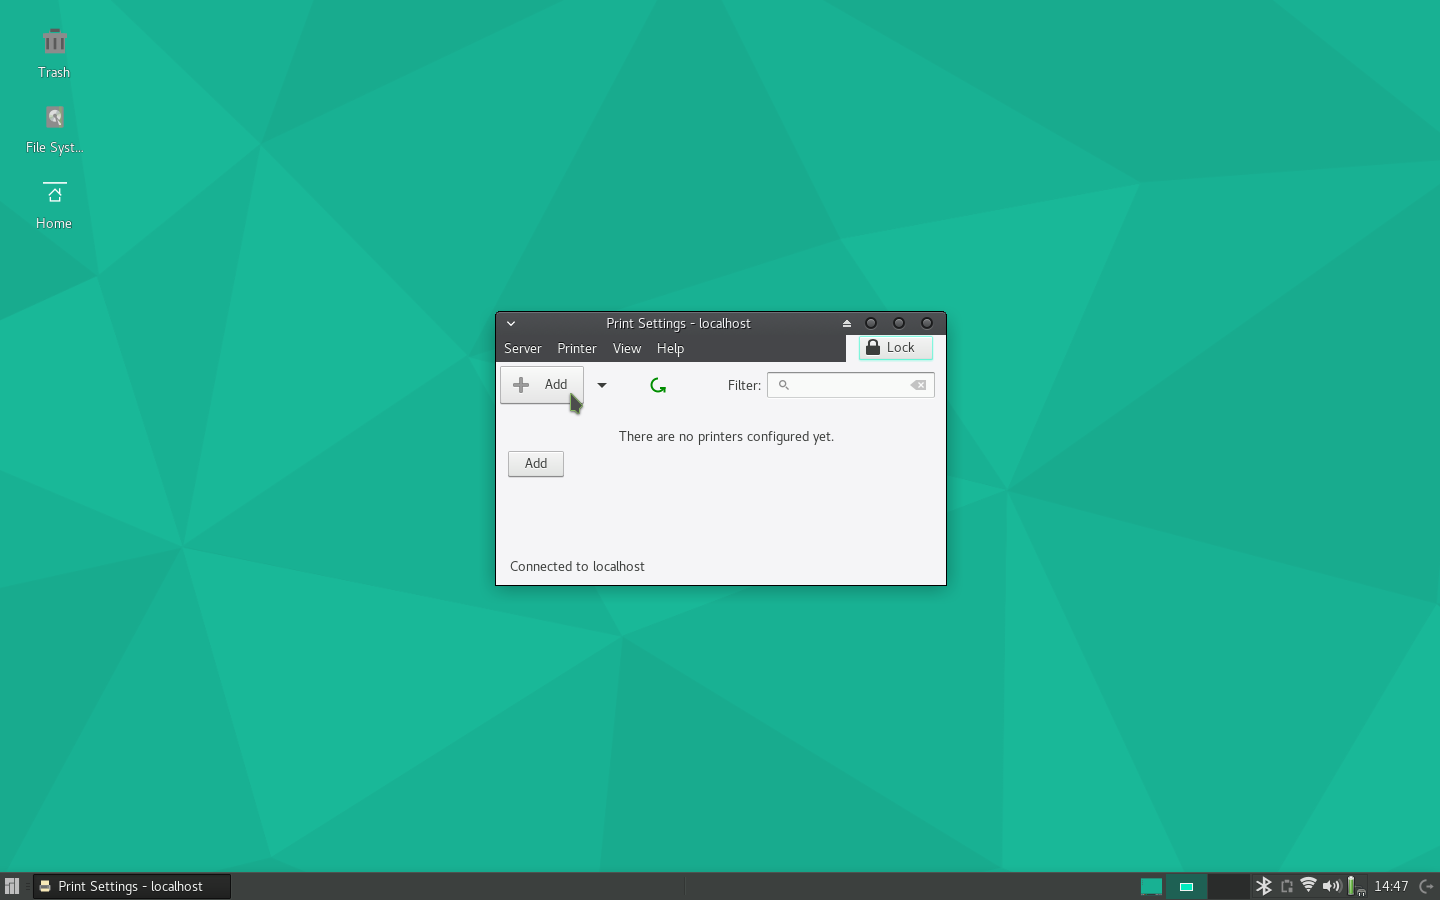 Trash
File Syst...
Home
Print Settings - localhost
Server Printer View Help Lock
Add Filter:
There are no printers configured yet.
Add
Connected to localhost
Print Settings - localhost 14:47